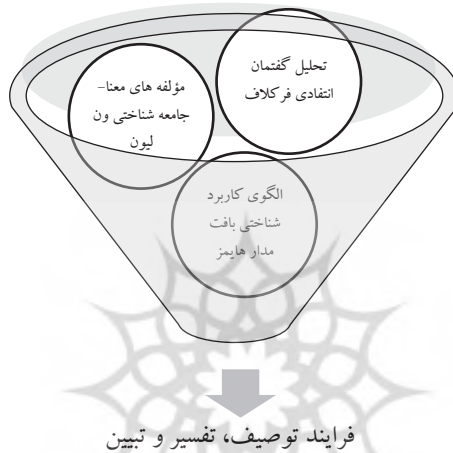 تحلیل گفتمان
انتفادی فرکلاف
مؤلفه های معنا-
جامعه شناختی ون
لیون
الگوی کاربرد
شناختی بافت
مدار هایمز
فرایند توصیف، تفسیر و تبیین